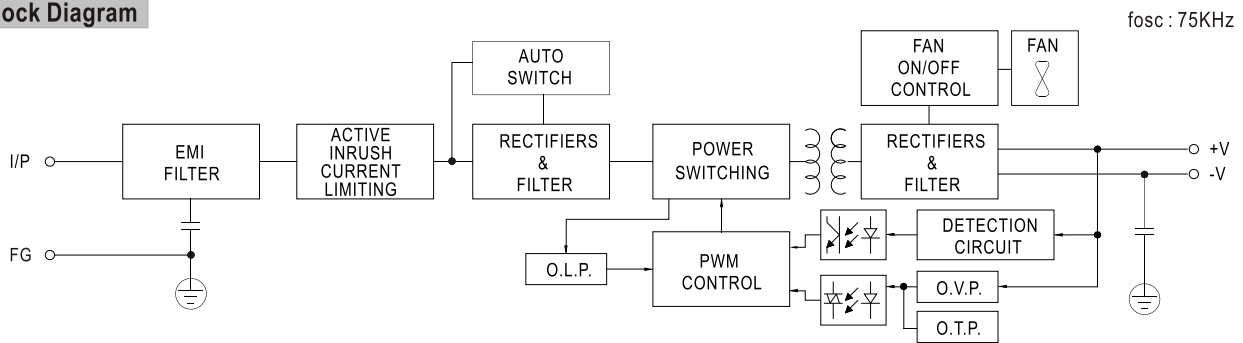 ock Diagram
fosc : 75KHz
AUTO
SWITCH
FAN
ON/OFF
CONTROL
FAN
I/P
EMI
FILTER
ACTIVE
INRUSH
CURRENT
LIMITING
RECTIFIERS
&
FILTER
POWER
SWITCHING
RECTIFIERS
&
FILTER
+V
-V
FG
O.L.P.
PWM
CONTROL
DETECTION
CIRCUIT
O.V.P.
O.T.P.